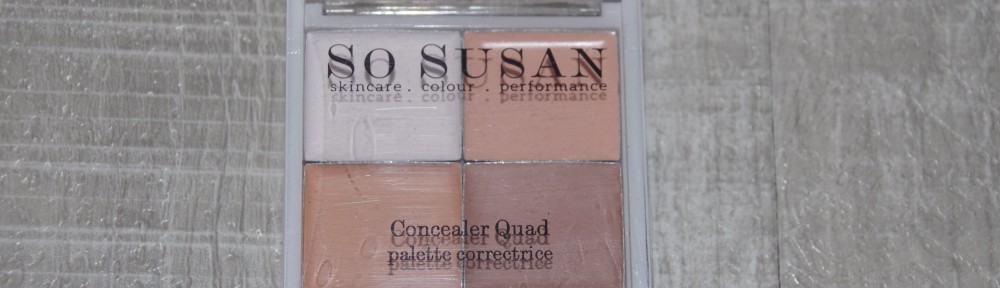 SO SUSAN
skincare . colour . performance
Concealer Quad
palette correctrice